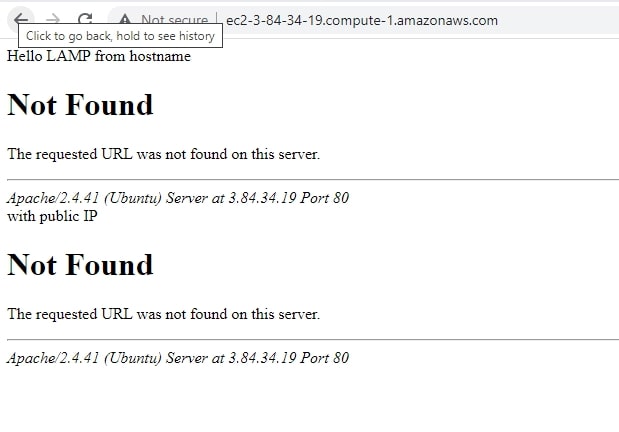 Not secure
ec2-3-84-34-19.compute-1.amazonaws.com
Click to go back, hold to see history
Hello LAMP from hostname
Not Found
The requested URL was not found on this server.
Apache/2.4.41 (Ubuntu) Server at 3.84.34.19 Port 80
with public IP
Not Found
The requested URL was not found on this server.
Apache/2.4.41 (Ubuntu) Server at 3.84.34.19 Port 80